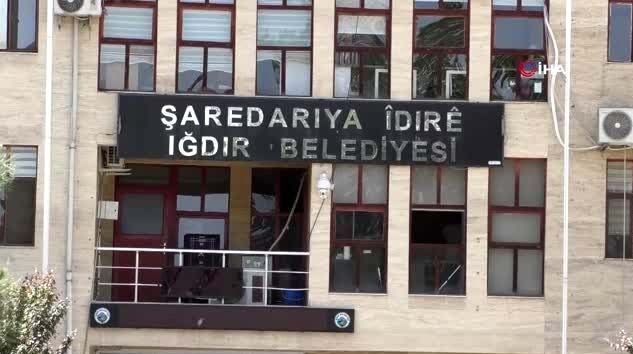 ŞAREDARIYA ÎDIRÊ
IĞDIR BELEDİYESİ
İHA